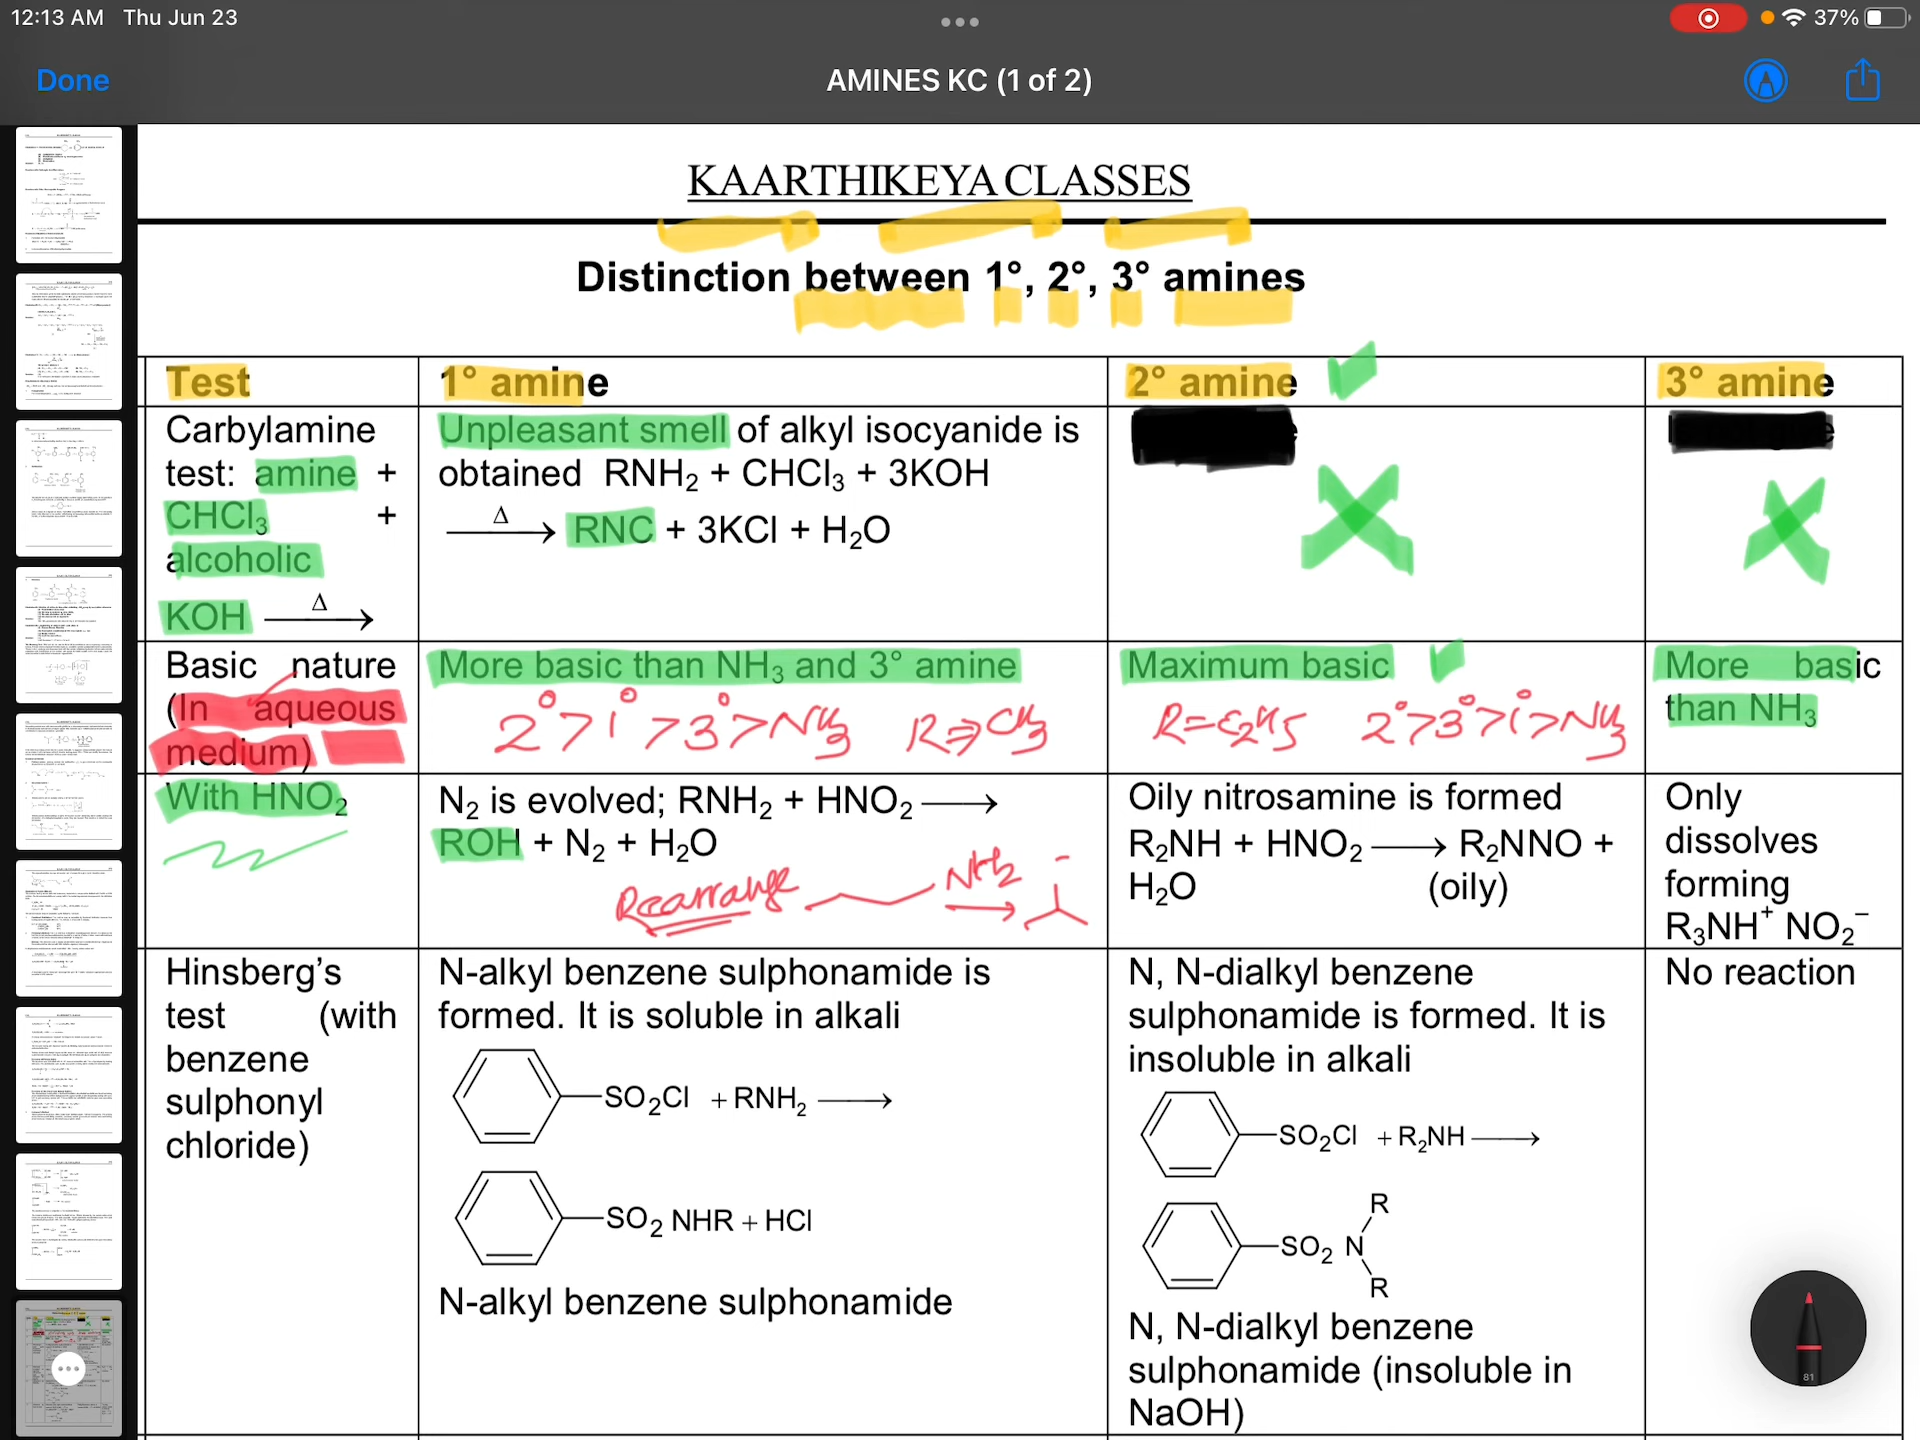 12:13 AM Thu Jun 23
37%
Done
AMINES KC (1 of 2)
KAARTHIKEYA CLASSES
Distinction between 1°, 2°, 3° amines
Test
1° amine
2° amine
3° amine
Carbylamine
test: amine +
CHCl₃ +
alcoholic
KOH Δ ⟶
Unpleasant smell of alkyl isocyanide is
obtained RNH₂ + CHCl₃ + 3KOH
Δ ⟶ RNC + 3KCl + H₂O
Basic nature
(In aqueous
medium)
More basic than NH₃ and 3° amine
2°>1°>3°>NH₃ R⇒CH₃
Maximum basic
R=C₂H₅ 2°>3°>1°>NH₃
More basic
than NH₃
With HNO₂
N₂ is evolved; RNH₂ + HNO₂ ⟶
ROH + N₂ + H₂O
Rearrange NH₂ ⟶
Oily nitrosamine is formed
R₂NH + HNO₂ ⟶ R₂NNO +
H₂O (oily)
Only
dissolves
forming
R₃NH⁺ NO₂⁻
Hinsberg’s
test (with
benzene
sulphonyl
chloride)
N-alkyl benzene suphonamide is
formed. It is soluble in alkali
SO₂Cl + RNH₂ ⟶
SO₂ NHR + HCl
N-alkyl benzene sulphonamide
N, N-dialkyl benzene
sulphonamide is formed. It is
insoluble in alkali
SO₂Cl + R₂NH ⟶
R
SO₂ N
R
N, N-dialkyl benzene
sulphonamide (insoluble in
NaOH)
No reaction
81